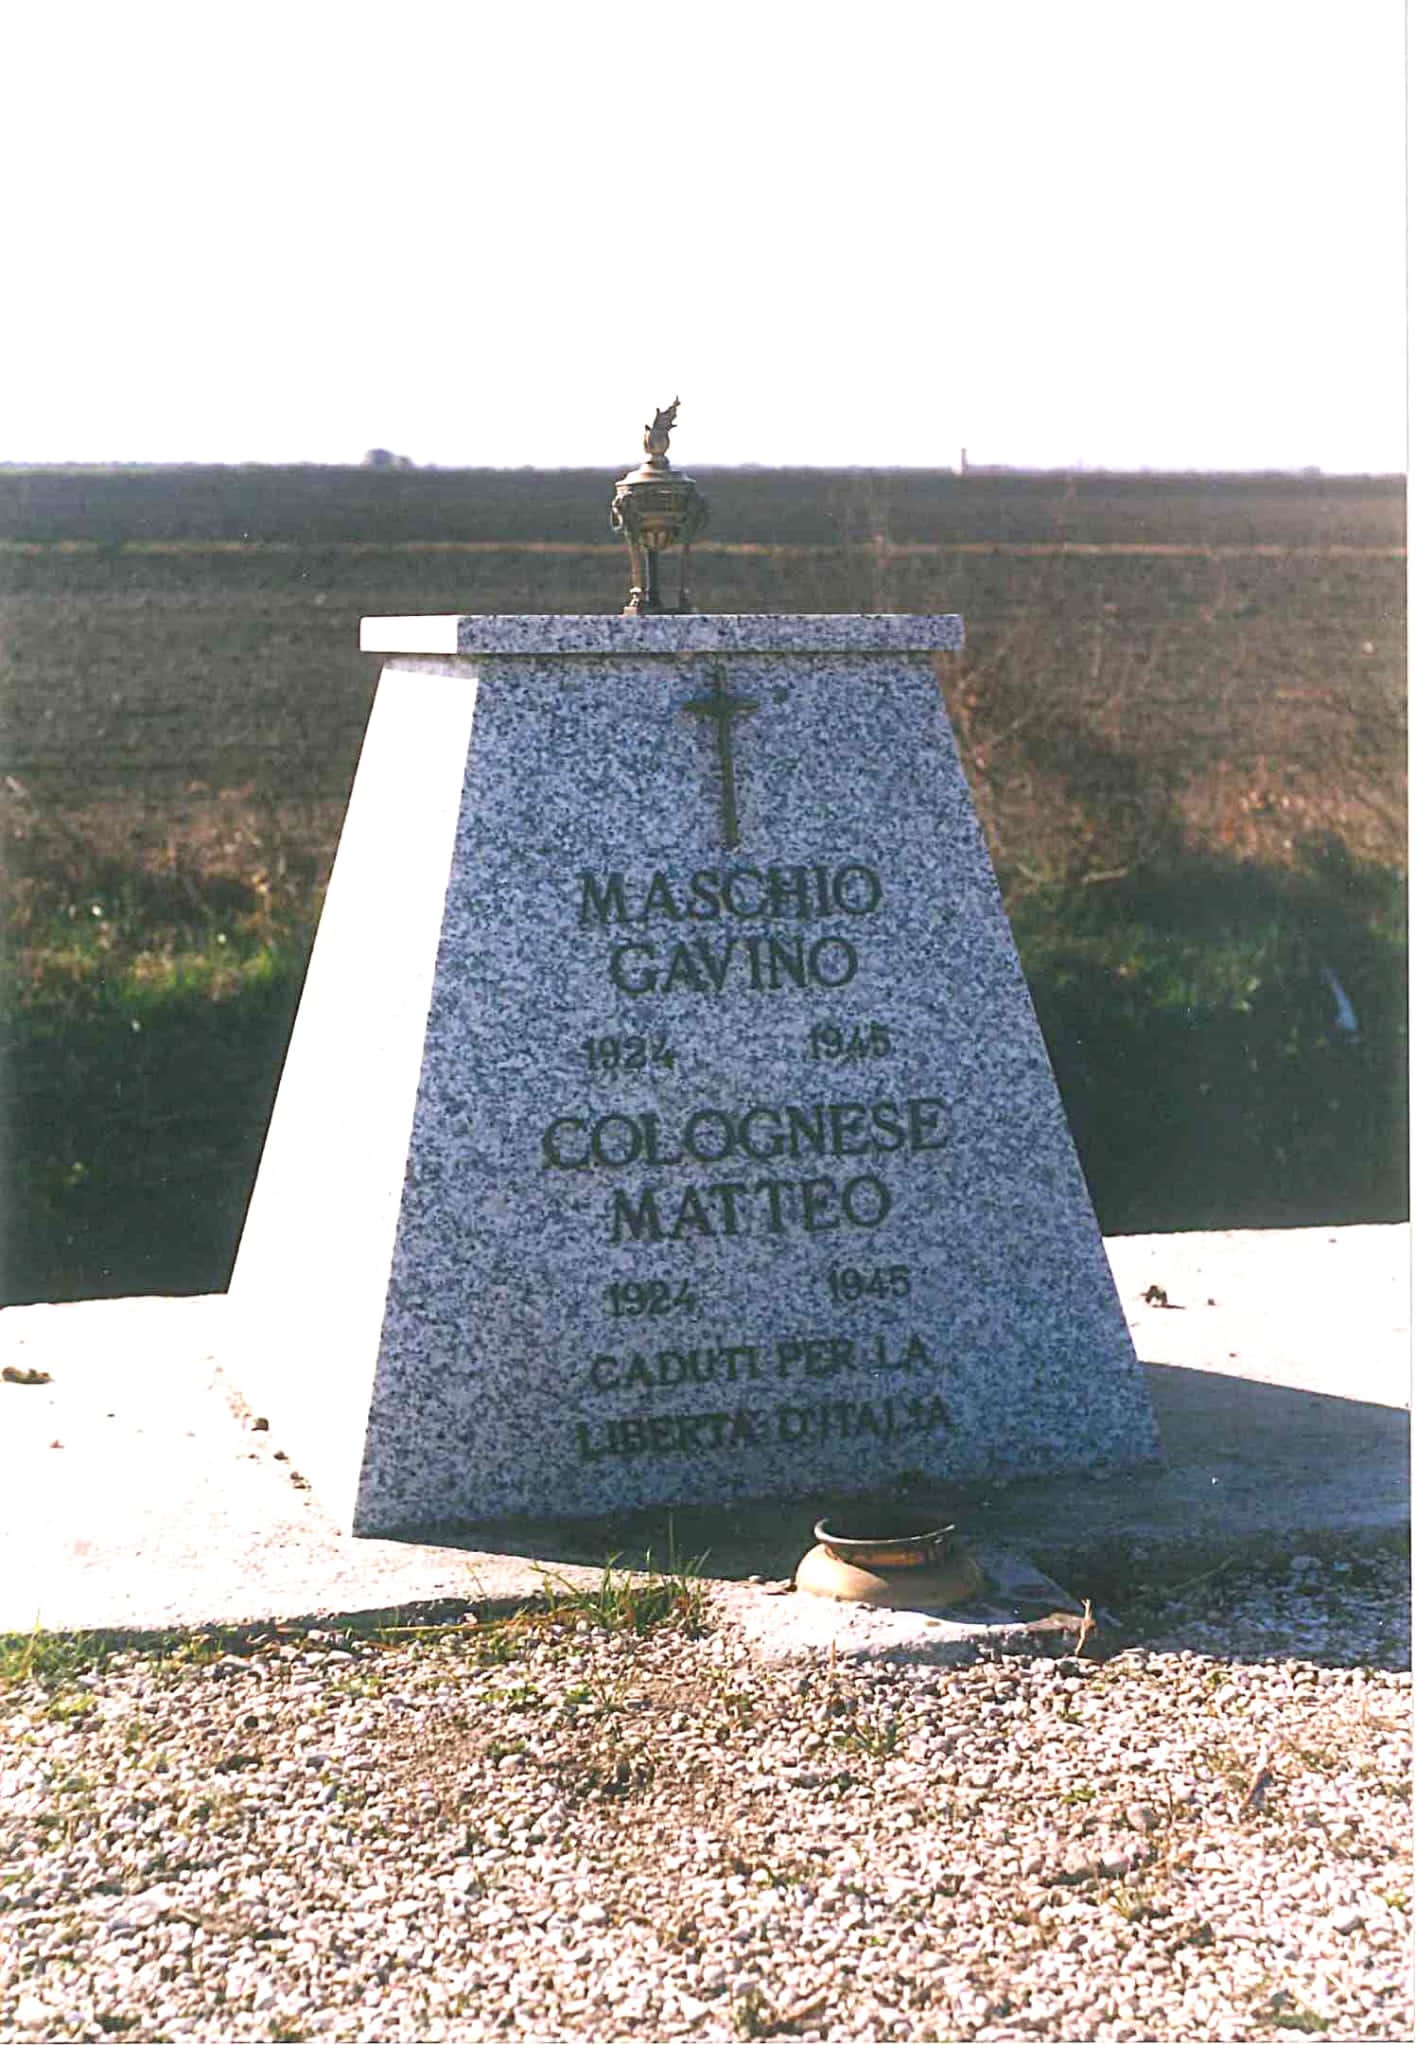 MASCHIO
GAVINO
1924 1945
COLOGNESE
MATTEO
1924 1945
CADUTI PER LA
LIBERTA' D'ITALIA